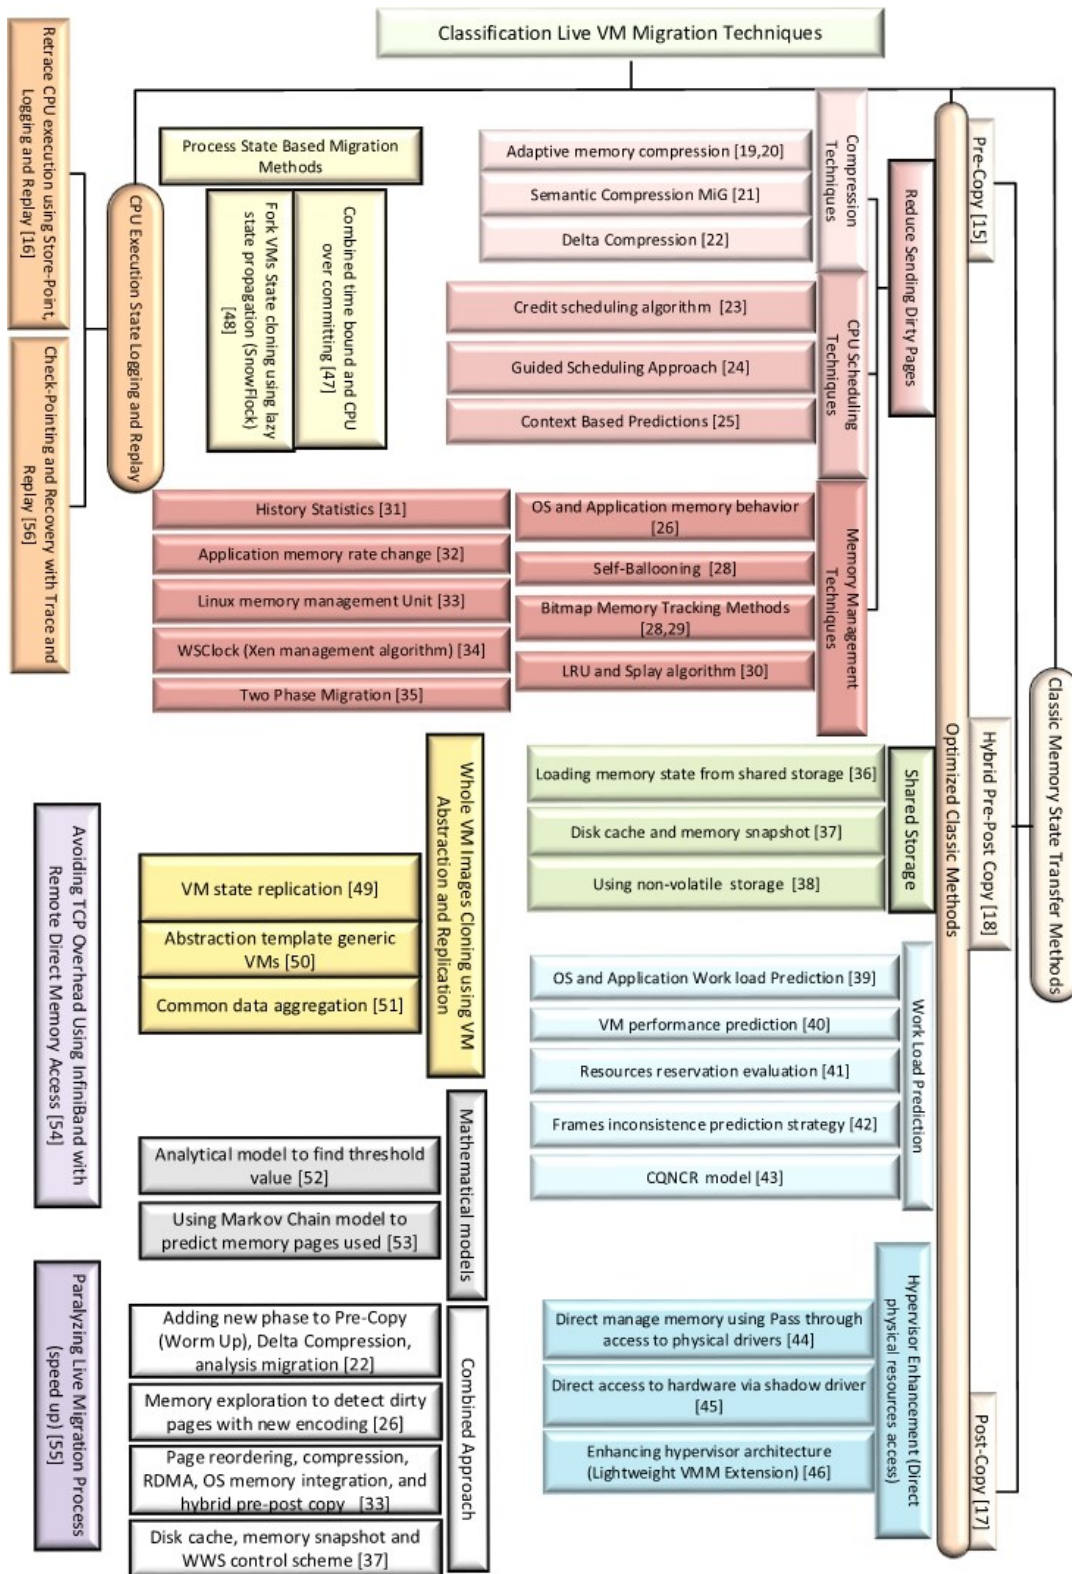 Classification Live VM Migration Techniques
Classic Memory State Transfer Methods
Pre-Copy [15]
Hybrid Pre-Post Copy [18]
Post-Copy [17]
Optimized Classic Methods
Reduce Sending Dirty Pages
Compression
Techniques
Adaptive memory compression [19,20]
Semantic Compression MiG [21]
Delta Compression [22]
CPU Scheduling
Techniques
Credit scheduling algorithm [23]
Guided Scheduling Approach [24]
Context Based Predictions [25]
Memory Management
Techniques
OS and Application memory behavior
[26]
Self-Ballooning [28]
Bitmap Memory Tracking Methods
[28,29]
LRU and Splay algorithm [30]
History Statistics [31]
Application memory rate change [32]
Linux memory management Unit [33]
WSClock (Xen management algorithm) [34]
Two Phase Migration [35]
Shared Storage
Loading memory state from shared storage [36]
Disk cache and memory snapshot [37]
Using non-volatile storage [38]
Work Load Prediction
OS and Application Work load Prediction [39]
VM performance prediction [40]
Resources reservation evaluation [41]
Frames inconsistence prediction strategy [42]
CQNCR model [43]
Hypervisor Enhancement (Direct
physical resources access)
Direct manage memory using Pass through
access to physical drivers [44]
Direct access to hardware via shadow driver
[45]
Enhancing hypervisor architecture
(Lightweight VMM Extension) [46]
Process State Based Migration
Methods
Combined time bound and CPU
over committing [47]
Fork VMs State cloning using lazy
state propagation (SnowFlock)
[48]
Whole VM Images Cloning using VM
Abstraction and Replication
VM state replication [49]
Abstraction template generic
VMs [50]
Common data aggregation [51]
Mathematical models
Analytical model to find threshold
value [52]
Using Markov Chain model to
predict memory pages used [53]
Combined Approach
Adding new phase to Pre-Copy
(Worm Up), Delta Compression,
analysis migration [22]
Memory exploration to detect dirty
pages with new encoding [26]
Page reordering, compression,
RDMA, OS memory integration, and
hybrid pre-post copy [33]
Disk cache, memory snapshot and
WWS control scheme [37]
CPU Execution State Logging and Replay
Retrace CPU execution using Store-Point,
Logging and Replay [16]
Check-Pointing and Recovery with Trace and
Replay [56]
Avoiding TCP Overhead Using InfiniBand with
Remote Direct Memory Access [54]
Paralyzing Live Migration Process
(speed up) [55]